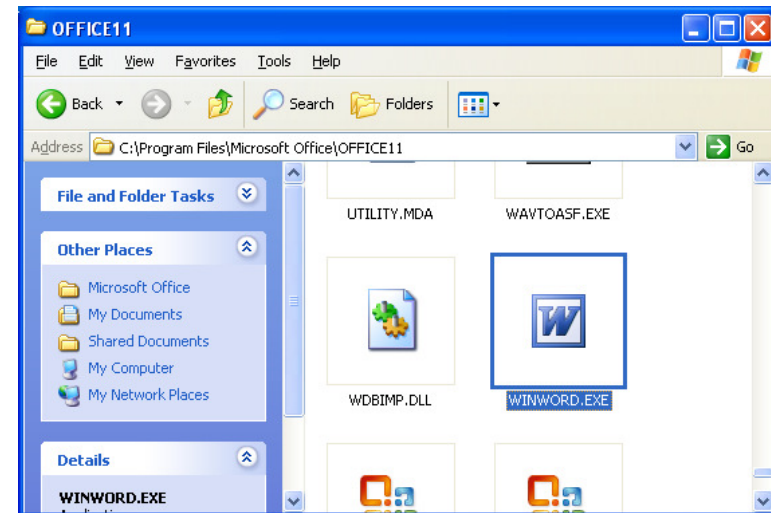 OFFICE11
File Edit View Favorites Tools Help
Back Search Folders
Address C:\Program Files\Microsoft Office\OFFICE11 Go
File and Folder Tasks
UTILITY.MDA WAVTOASF.EXE
Other Places
Microsoft Office
My Documents
Shared Documents
My Computer
My Network Places
WDBIMP.DLL WINWORD.EXE
Details
WINWORD.EXE